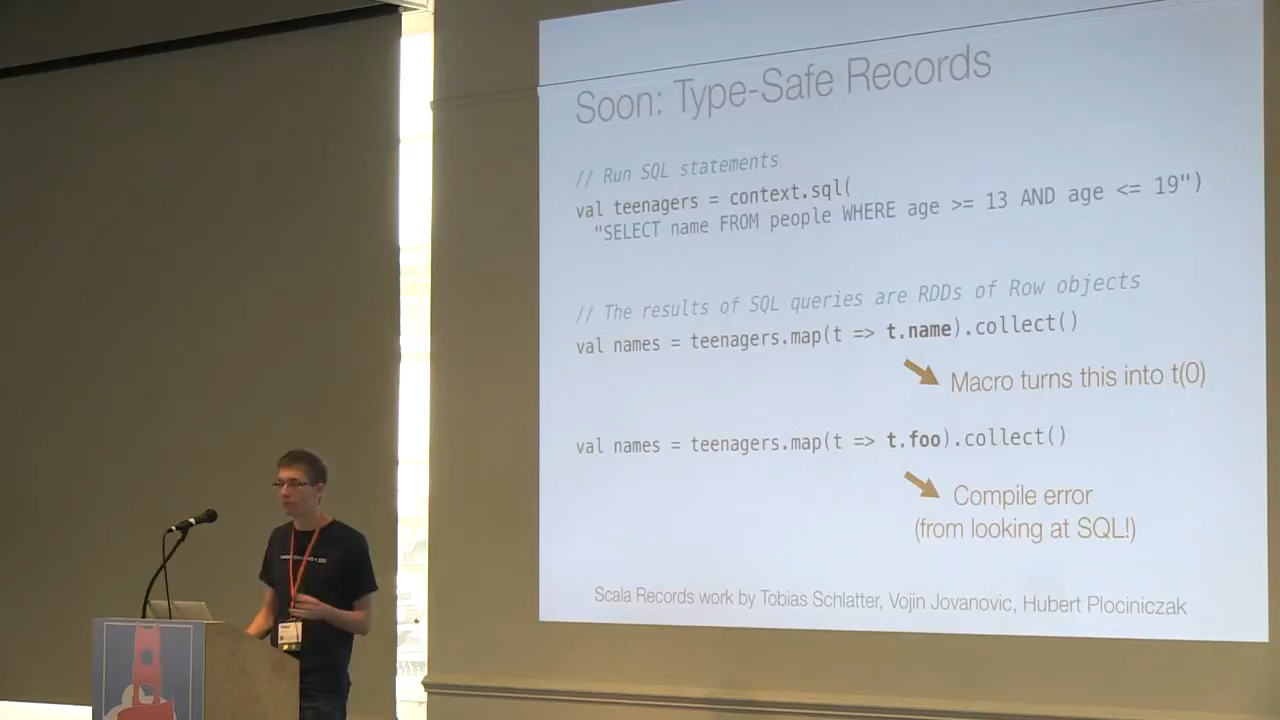 Soon: Type-Safe Records
// Run SQL statements
val teenagers = context.sql(
"SELECT name FROM people WHERE age >= 13 AND age <= 19")
// The results of SQL queries are RDDs of Row objects
val names = teenagers.map(t => t.name).collect()
Macro turns this into t(0)
val names = teenagers.map(t => t.foo).collect()
Compile error
(from looking at SQL!)
Scala Records work by Tobias Schlatter, Vojin Jovanovic, Hubert Plociniczak